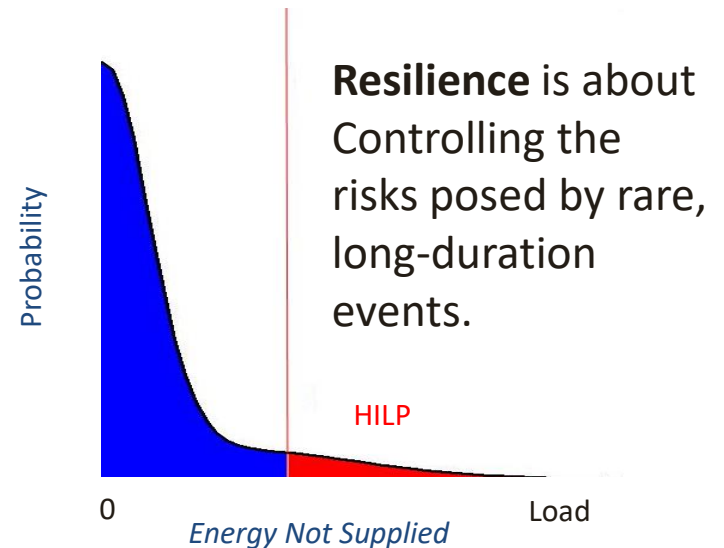 Resilience is about
Controlling the
risks posed by rare,
long-duration
events.
Probability
HILP
0
Load
Energy Not Supplied